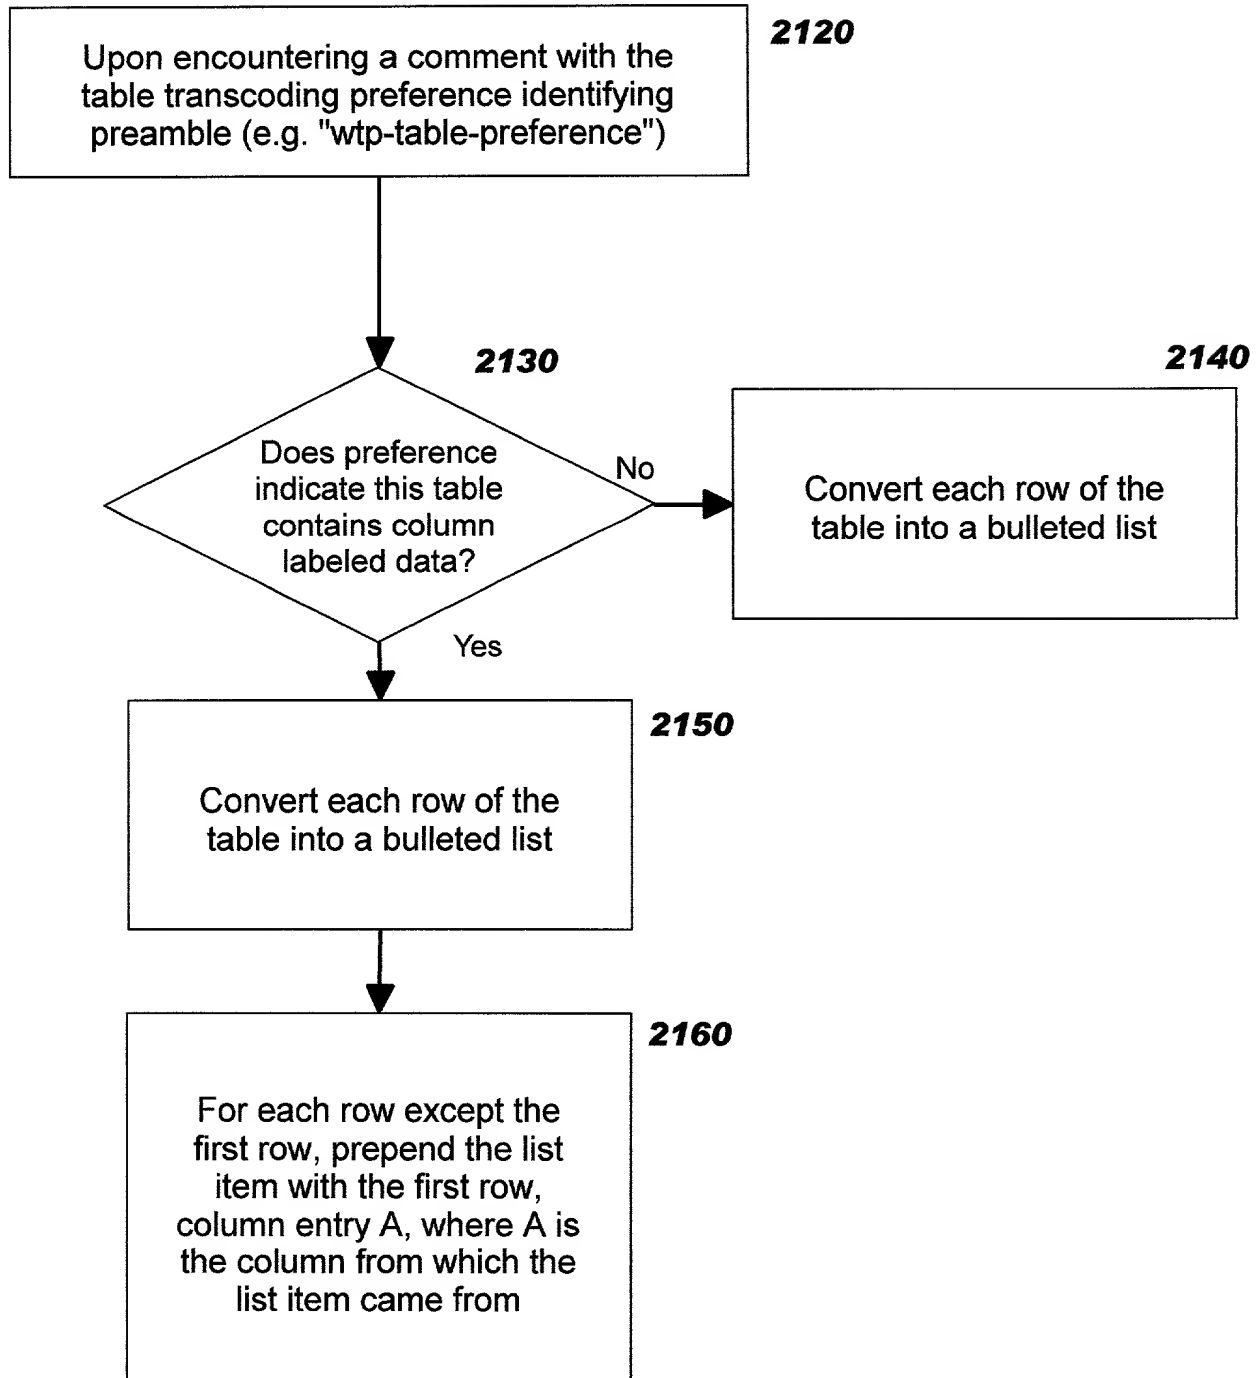 2120
Upon encountering a comment with the
table transcoding preference identifying
preamble (e.g. "wtp-table-preference")
2130
2140
Does preference
indicate this table
contains column
labeled data?
No
Convert each row of the
table into a bulleted list
Yes
2150
Convert each row of the
table into a bulleted list
2160
For each row except the
first row, prepend the list
item with the first row,
column entry A, where A is
the column from which the
list item came from